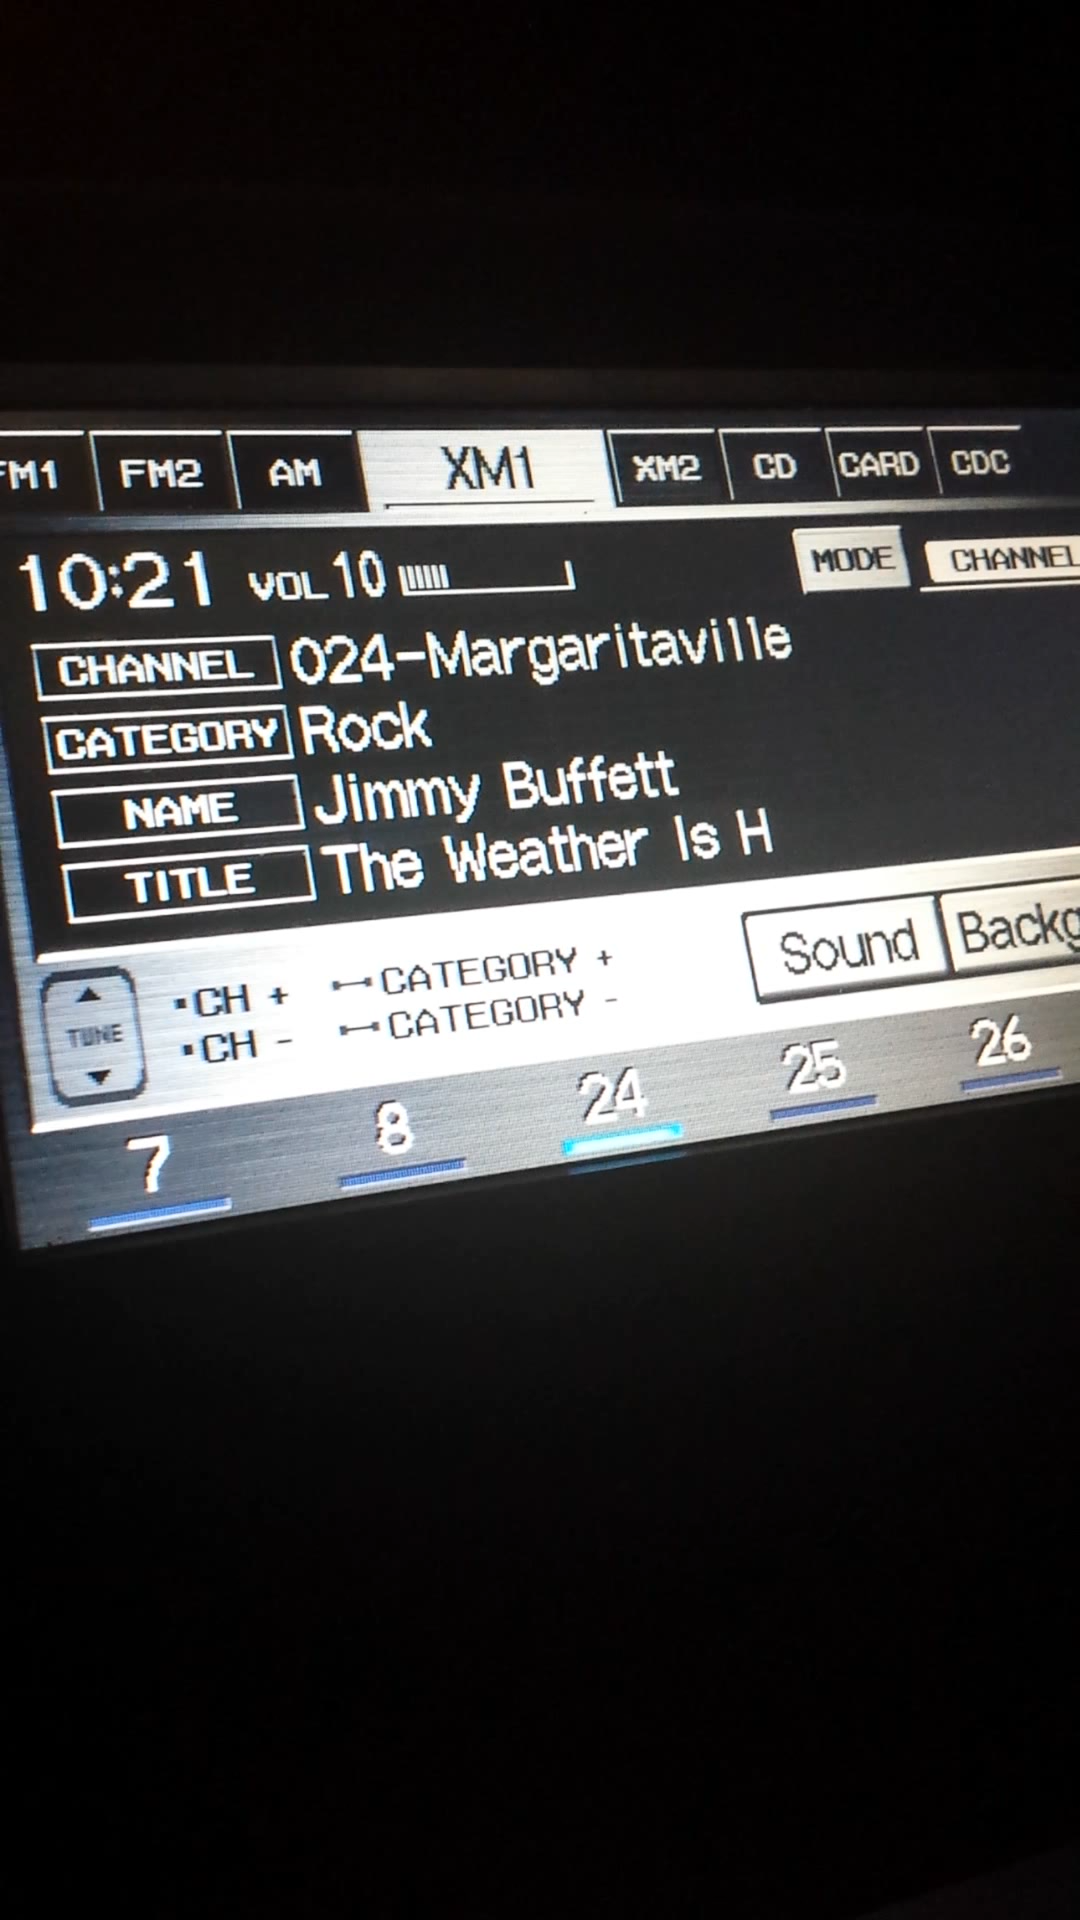 FM1 FM2 AM XM1 XM2 CD CARD CDC
10:21 VOL 10 MODE CHANNEL
CHANNEL 024-Margaritaville
CATEGORY Rock
NAME Jimmy Buffett
TITLE The Weather Is H
Sound Backg
TUNE CH + CATEGORY +
CH - CATEGORY -
7 8 24 25 26